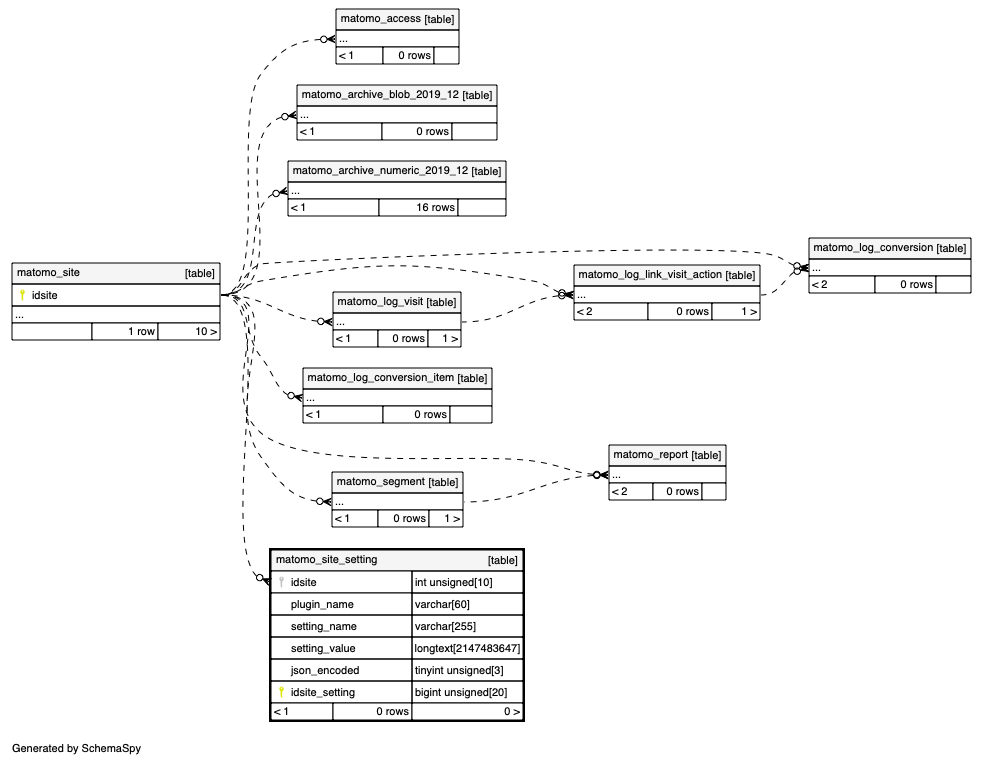 matomo_access [table]
...
< 1 0 rows
matomo_archive_blob_2019_12 [table]
...
< 1 0 rows
matomo_archive_numeric_2019_12 [table]
...
< 1 16 rows
matomo_log_conversion [table]
...
< 2 0 rows
matomo_site [table]
idsite
...
1 row 10 >
matomo_log_link_visit_action [table]
...
< 2 0 rows 1 >
matomo_log_visit [table]
...
< 1 0 rows 1 >
matomo_log_conversion_item [table]
...
< 1 0 rows
matomo_report [table]
...
< 2 0 rows
matomo_segment [table]
...
< 1 0 rows 1 >
matomo_site_setting [table]
idsite int unsigned[10]
plugin_name varchar[60]
setting_name varchar[255]
setting_value longtext[2147483647]
json_encoded tinyint unsigned[3]
idsite_setting bigint unsigned[20]
< 1 0 rows 0 >
Generated by SchemaSpy